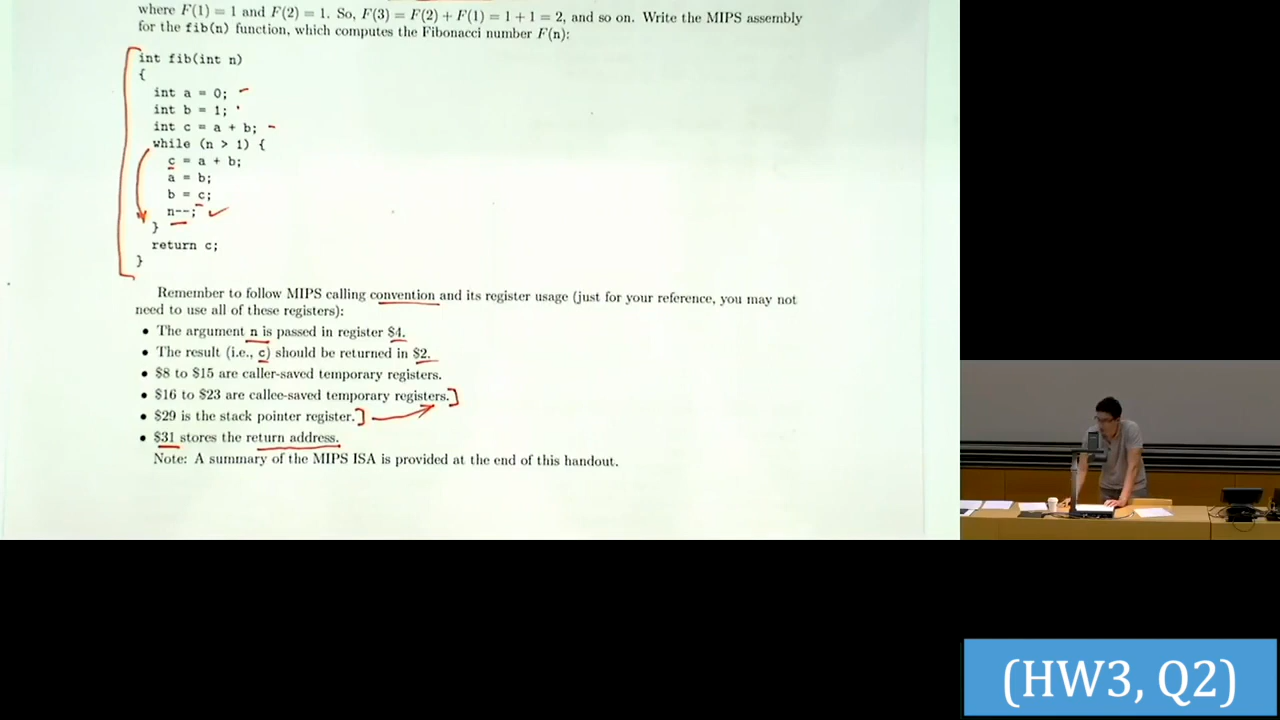 where F(1) = 1 and F(2) = 1. So, F(3) = F(2) + F(1) = 1 + 1 = 2, and so on. Write the MIPS assembly
for the fib(n) function, which computes the Fibonacci number F(n):
int fib(int n)
{
int a = 0;
int b = 1;
int c = a + b;
while (n > 1) {
c = a + b;
a = b;
b = c;
n--;
}
return c;
}
Remember to follow MIPS calling convention and its register usage (just for your reference, you may not
need to use all of these registers):
• The argument n is passed in register $4.
• The result (i.e., c) should be returned in $2.
• $8 to $15 are caller-saved temporary registers.
• $16 to $23 are callee-saved temporary registers.
• $29 is the stack pointer register.
• $31 stores the return address.
Note: A summary of the MIPS ISA is provided at the end of this handout.
(HW3, Q2)